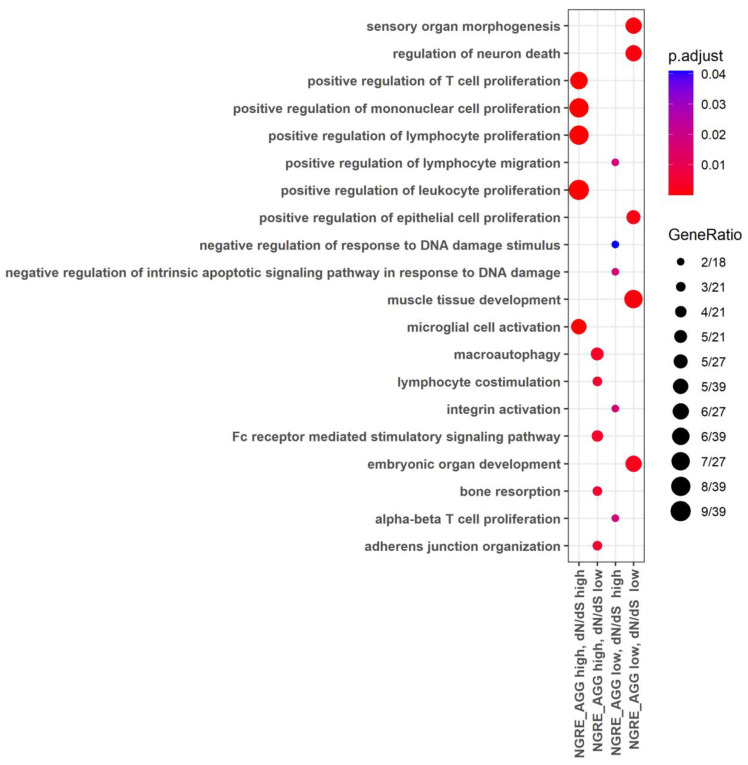 sensory organ morphogenesis
regulation of neuron death
positive regulation of T cell proliferation
positive regulation of mononuclear cell proliferation
positive regulation of lymphocyte proliferation
positive regulation of lymphocyte migration
positive regulation of leukocyte proliferation
positive regulation of epithelial cell proliferation
negative regulation of response to DNA damage stimulus
negative regulation of intrinsic apoptotic signaling pathway in response to DNA damage
muscle tissue development
microglial cell activation
macroautophagy
lymphocyte costimulation
integrin activation
Fc receptor mediated stimulatory signaling pathway
embryonic organ development
bone resorption
alpha-beta T cell proliferation
adherens junction organization
NGRE_AGG high, dN/dS high
NGRE_AGG high, dN/dS low
NGRE_AGG low, dN/dS high
NGRE_AGG low, dN/dS low
p.adjust
0.04
0.03
0.02
0.01
GeneRatio
2/18
3/21
4/21
5/21
5/27
5/39
6/27
6/39
7/27
8/39
9/39